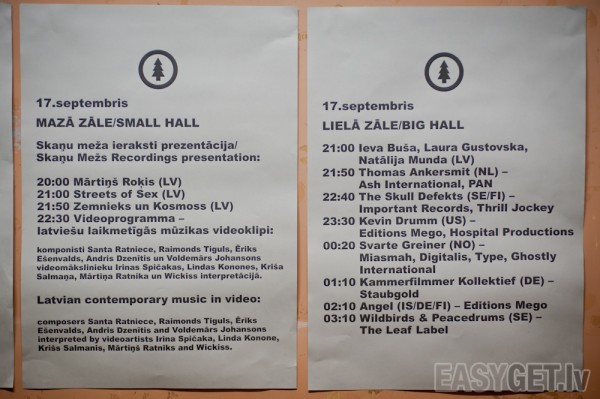 17.septembris
MAZĀ ZĀLE/SMALL HALL
Skaņu meža ieraksti prezentācija/
Skaņu Mežs Recordings presentation:
20:00 Mārtiņš Roķis (LV)
21:00 Streets of Sex (LV)
21:50 Zemnieks un Kosmoss (LV)
22:30 Videoprogramma –
latviešu laikmetīgās mūzikas videoklipi:
komponisti Santa Ratniece, Raimonds Tiguls, Ēriks
Ešenvalds, Andris Dzenītis un Voldemārs Johansons
videomākslinieku Irinas Spičakas, Lindas Konones, Kriša
Salmaņa, Mārtiņa Ratnika un Wickiss interpretācijā.
Latvian contemporary music in video:
composers Santa Ratniece, Raimonds Tiguls, Ēriks
Ešenvalds, Andris Dzenītis and Voldemārs Johansons
interpreted by videoartists Irina Spičaka, Linda Konone,
Krišs Salmanis, Mārtiņš Ratniks and Wickiss.
17.septembris
LIELĀ ZĀLE/BIG HALL
21:00 Ieva Buša, Laura Gustovska,
Natālija Munda (LV)
21:50 Thomas Ankersmit (NL) –
Ash International, PAN
22:40 The Skull Defekts (SE/FI) –
Important Records, Thrill Jockey
23:30 Kevin Drumm (US) –
Editions Mego, Hospital Productions
00:20 Svarte Greiner (NO) –
Miasmah, Digitalis, Type, Ghostly
International
01:10 Kammerflimmer Kollektief (DE) –
Staubgold
02:10 Angel (IS/DE/FI) – Editions Mego
03:10 Wildbirds & Peacedrums (SE) –
The Leaf Label
EASYGET.lv